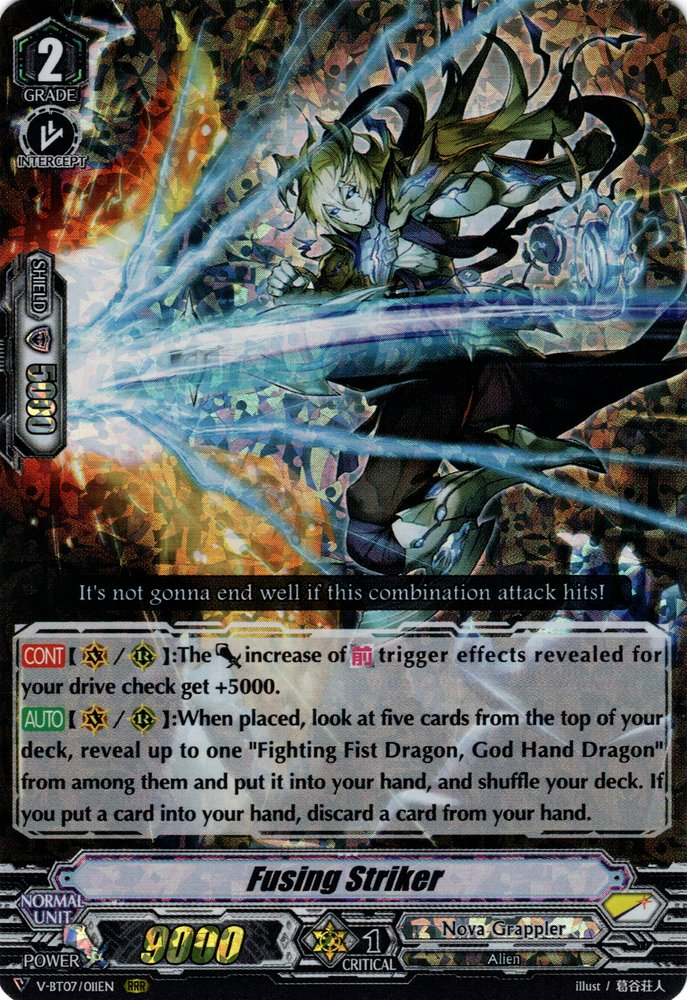 2
GRADE
INTERCEPT
SHIELD
5000
It's not gonna end well if this combination attack hits!
CONT【 / 】:The increase of 前 trigger effects revealed for
your drive check get +5000.
AUTO【 / 】:When placed, look at five cards from the top of your
deck, reveal up to one "Fighting Fist Dragon, God Hand Dragon"
from among them and put it into your hand, and shuffle your deck. If
you put a card into your hand, discard a card from your hand.
Fusing Striker
NORMAL
UNIT
POWER
9000
1
CRITICAL
Nova Grappler
Alien
V-BT07/011EN RRR
illust / 葛谷荘人